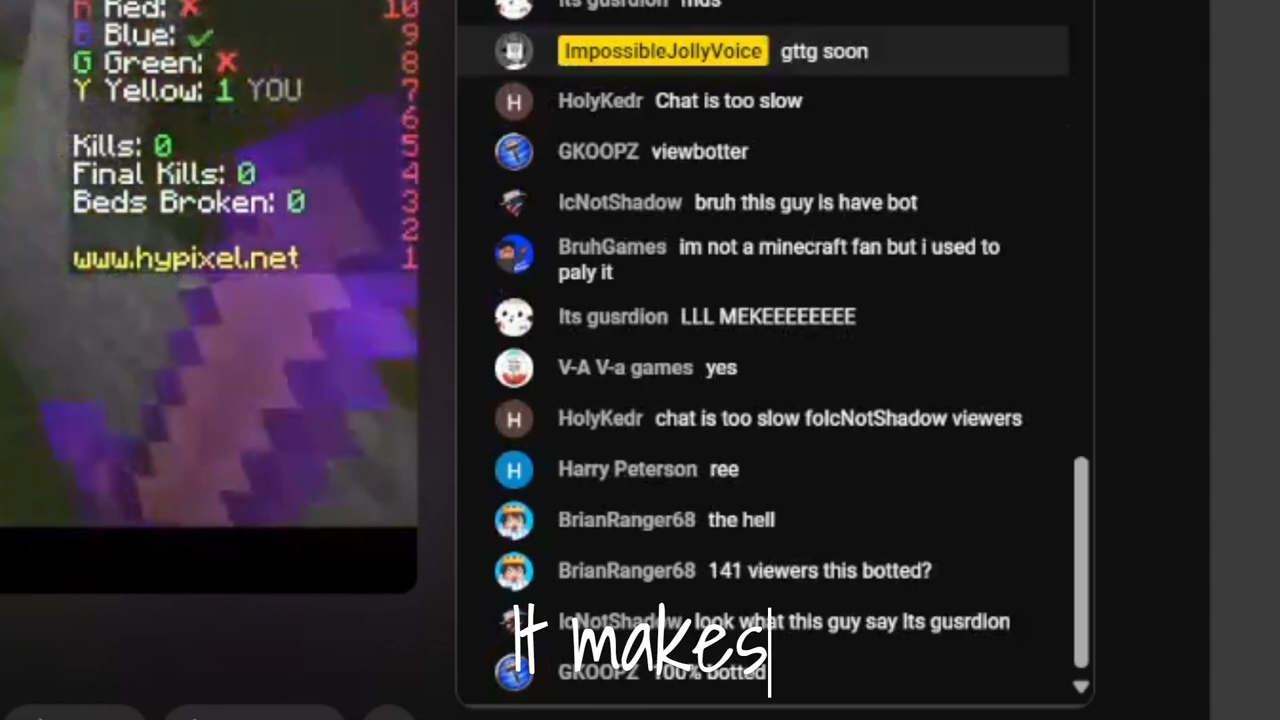 R Red: ✗ 10
B Blue: ✓ 9
G Green: ✗ 8
Y Yellow: 1 YOU 7
6
Kills: 0 5
Final Kills: 0 4
Beds Broken: 0 3
2
www.hypixel.net 1
Its gusrdion mds
ImpossibleJollyVoice gttg soon
HolyKedr Chat is too slow
GKOOPZ viewbotter
IcNotShadow bruh this guy is have bot
BruhGames im not a minecraft fan but i used to
paly it
Its gusrdion LLL MEKEEEEEEEE
V-A V-a games yes
HolyKedr chat is too slow foIcNotShadow viewers
Harry Peterson ree
BrianRanger68 the hell
BrianRanger68 141 viewers this botted?
IcNotShadow look what this guy say Its gusrdion
GKOOPZ 100% botted
It makes